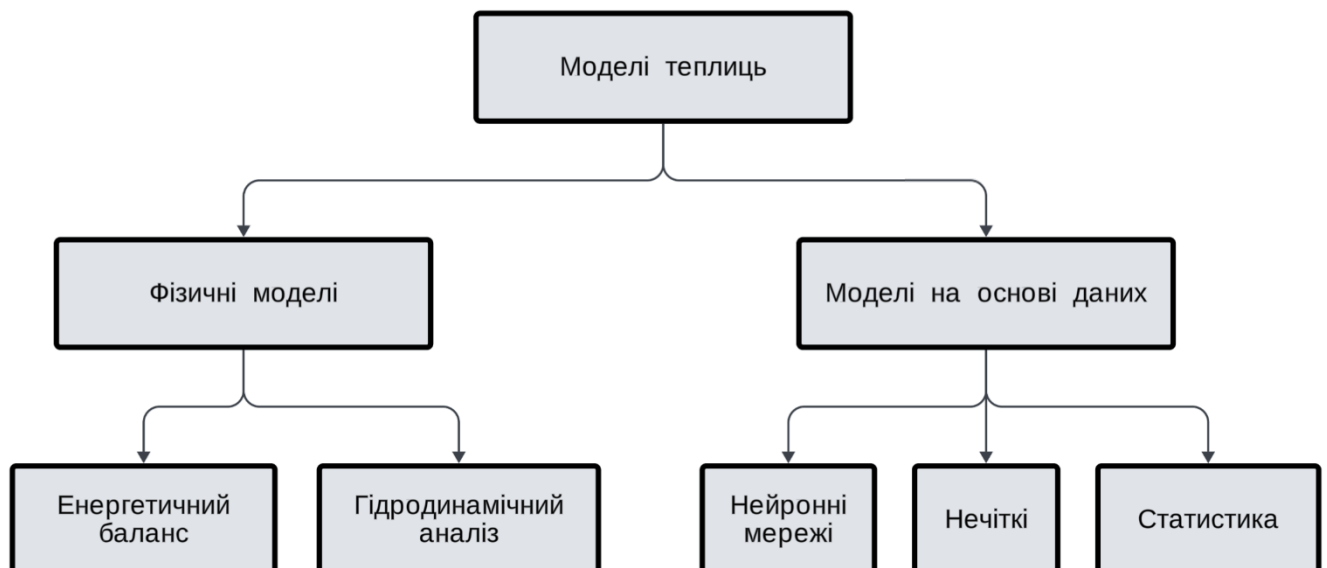 Моделі теплиць
Фізичні моделі
Моделі на основі даних
Енергетичний
баланс
Гідродинамічний
аналіз
Нейронні
мережі
Нечіткі
Статистика